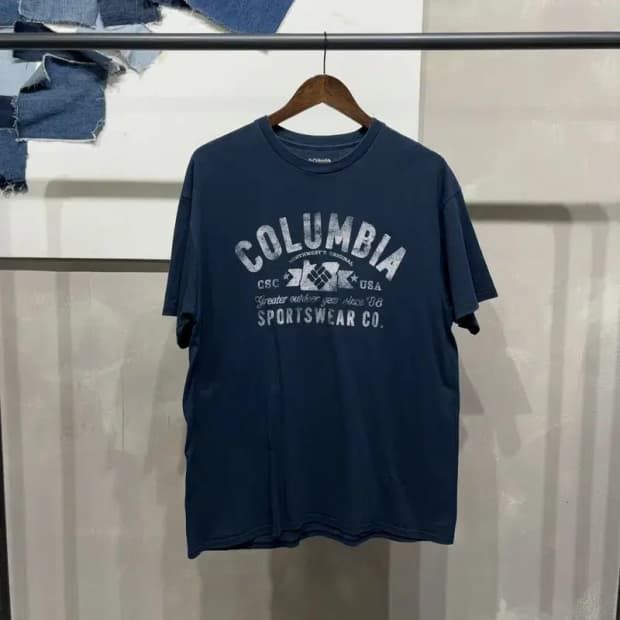 COLUMBIA
NORTHWEST'S ORIGINAL
CSC USA
Greater outdoor gear since '38
SPORTSWEAR CO.